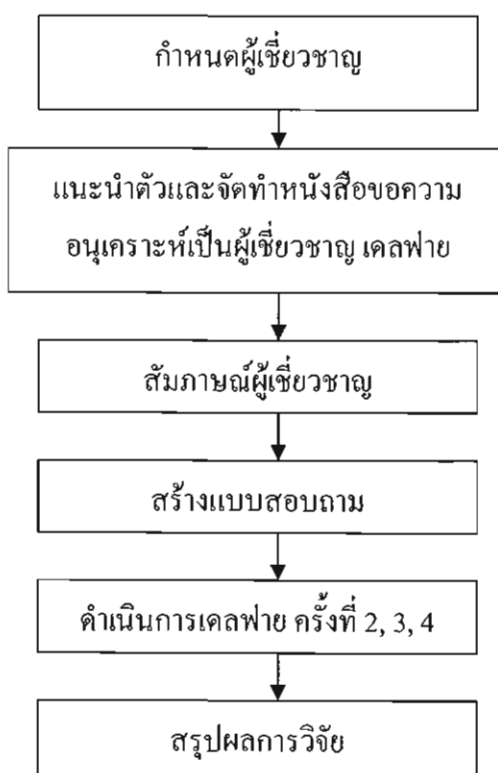 กำหนดผู้เชี่ยวชาญ
แนะนำตัวและจัดทำหนังสือขอความ
อนุเคราะห์เป็นผู้เชี่ยวชาญ เดลฟาย
สัมภาษณ์ผู้เชี่ยวชาญ
สร้างแบบสอบถาม
ดำเนินการเดลฟาย ครั้งที่ 2, 3, 4
สรุปผลการวิจัย